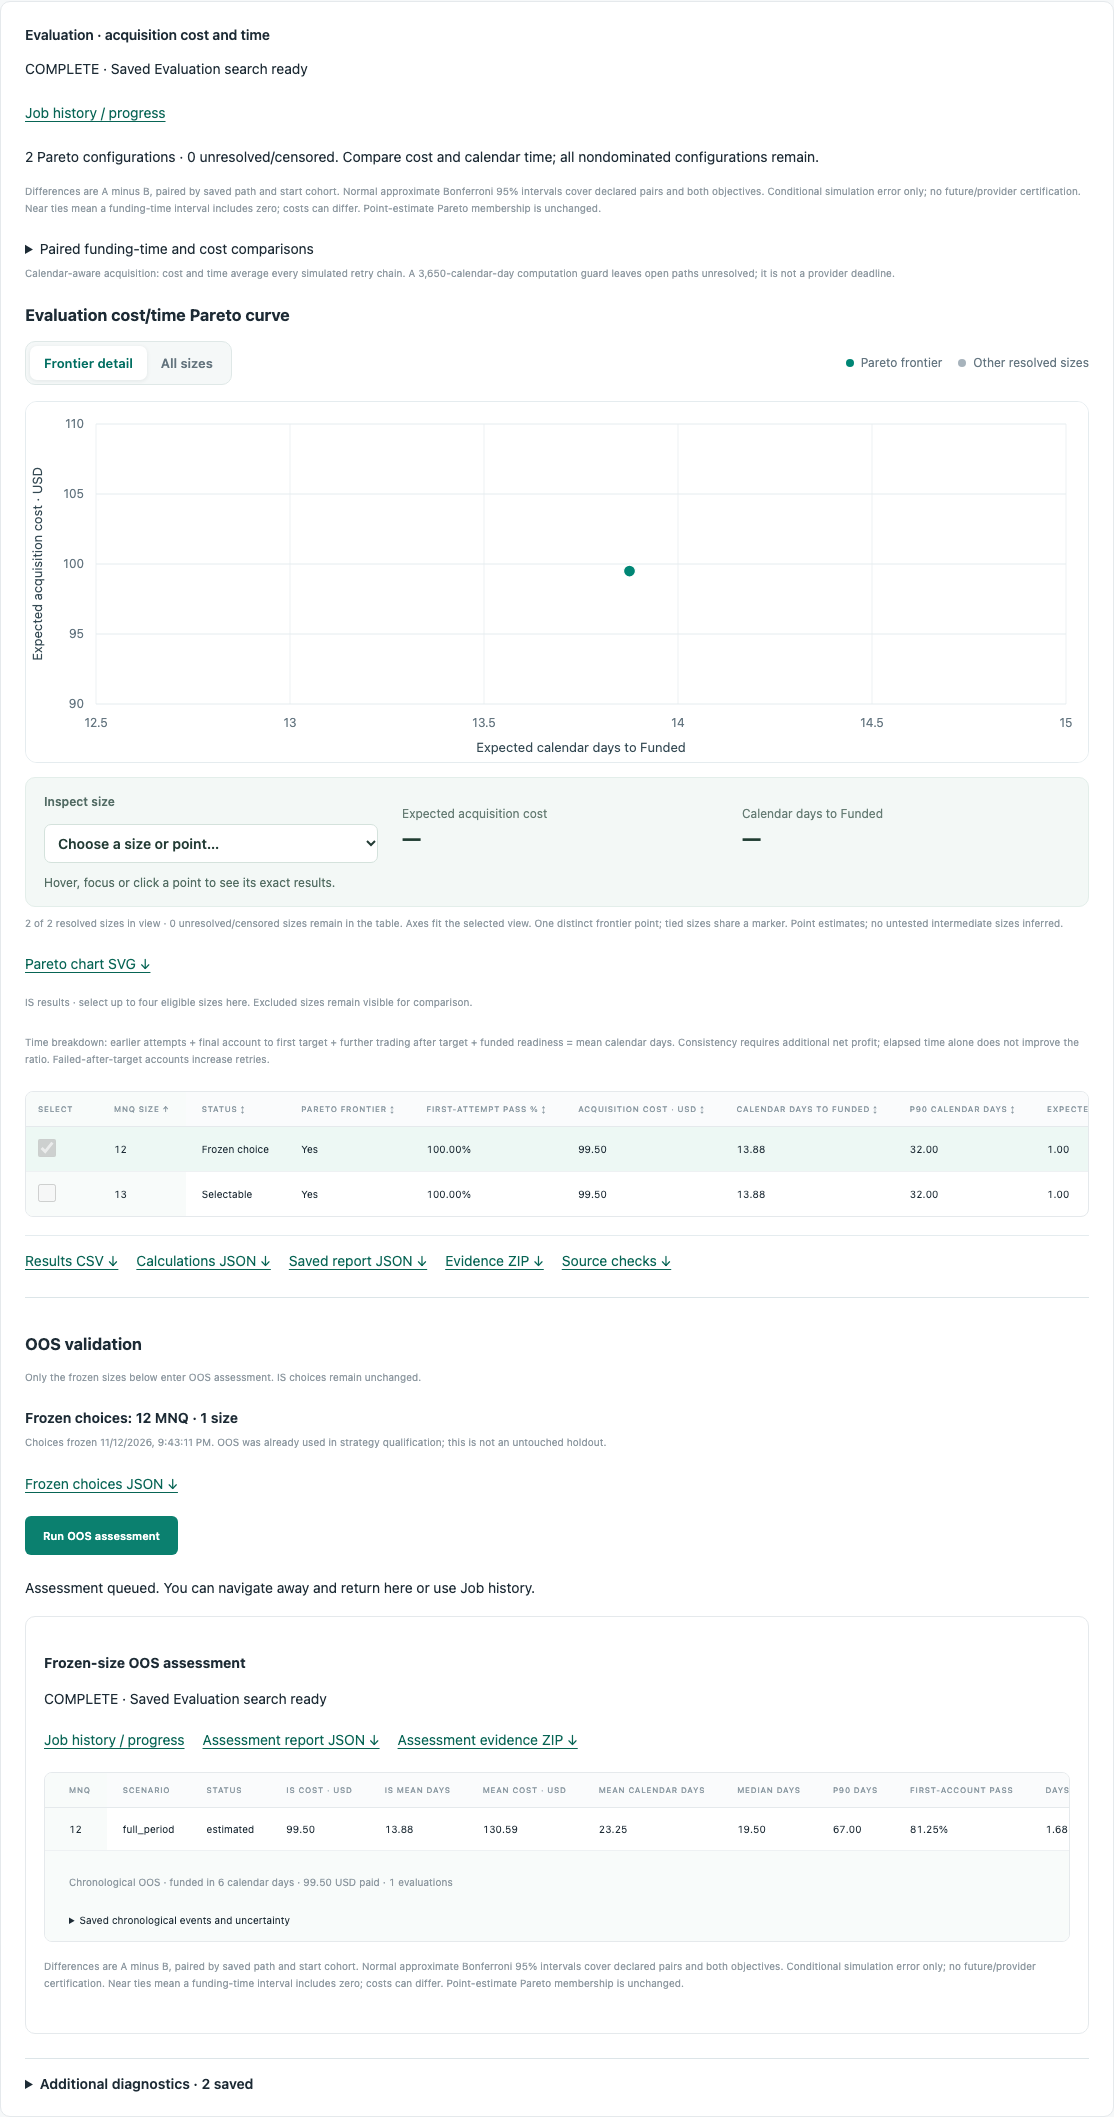 Evaluation · acquisition cost and time
COMPLETE · Saved Evaluation search ready
Job history / progress
2 Pareto configurations · 0 unresolved/censored. Compare cost and calendar time; all nondominated configurations remain.
Differences are A minus B, paired by saved path and start cohort. Normal approximate Bonferroni 95% intervals cover declared pairs and both objectives. Conditional simulation error only; no future/provider certification.
Near ties mean a funding-time interval includes zero; costs can differ. Point-estimate Pareto membership is unchanged.
▶ Paired funding-time and cost comparisons
Calendar-aware acquisition: cost and time average every simulated retry chain. A 3,650-calendar-day computation guard leaves open paths unresolved; it is not a provider deadline.
Evaluation cost/time Pareto curve
Frontier detail All sizes
Pareto frontier Other resolved sizes
110
105
100
95
90
Expected acquisition cost · USD
12.5 13 13.5 14 14.5 15
Expected calendar days to Funded
Inspect size
Choose a size or point...
Hover, focus or click a point to see its exact results.
Expected acquisition cost
—
Calendar days to Funded
—
2 of 2 resolved sizes in view · 0 unresolved/censored sizes remain in the table. Axes fit the selected view. One distinct frontier point; tied sizes share a marker. Point estimates; no untested intermediate sizes inferred.
Pareto chart SVG ↓
IS results · select up to four eligible sizes here. Excluded sizes remain visible for comparison.
Time breakdown: earlier attempts + final account to first target + further trading after target + funded readiness = mean calendar days. Consistency requires additional net profit; elapsed time alone does not improve the
ratio. Failed-after-target accounts increase retries.
SELECT MNQ SIZE ↑ STATUS ↕ PARETO FRONTIER ↕ FIRST-ATTEMPT PASS % ↕ ACQUISITION COST · USD ↕ CALENDAR DAYS TO FUNDED ↕ P90 CALENDAR DAYS ↕ EXPECTE
12 Frozen choice Yes 100.00% 99.50 13.88 32.00 1.00
13 Selectable Yes 100.00% 99.50 13.88 32.00 1.00
Results CSV ↓ Calculations JSON ↓ Saved report JSON ↓ Evidence ZIP ↓ Source checks ↓
OOS validation
Only the frozen sizes below enter OOS assessment. IS choices remain unchanged.
Frozen choices: 12 MNQ · 1 size
Choices frozen 11/12/2026, 9:43:11 PM. OOS was already used in strategy qualification; this is not an untouched holdout.
Frozen choices JSON ↓
Run OOS assessment
Assessment queued. You can navigate away and return here or use Job history.
Frozen-size OOS assessment
COMPLETE · Saved Evaluation search ready
Job history / progress Assessment report JSON ↓ Assessment evidence ZIP ↓
MNQ SCENARIO STATUS IS COST · USD IS MEAN DAYS MEAN COST · USD MEAN CALENDAR DAYS MEDIAN DAYS P90 DAYS FIRST-ACCOUNT PASS DAYS
12 full_period estimated 99.50 13.88 130.59 23.25 19.50 67.00 81.25% 1.68
Chronological OOS · funded in 6 calendar days · 99.50 USD paid · 1 evaluations
▶ Saved chronological events and uncertainty
Differences are A minus B, paired by saved path and start cohort. Normal approximate Bonferroni 95% intervals cover declared pairs and both objectives. Conditional simulation error only; no future/provider
certification. Near ties mean a funding-time interval includes zero; costs can differ. Point-estimate Pareto membership is unchanged.
▶ Additional diagnostics · 2 saved